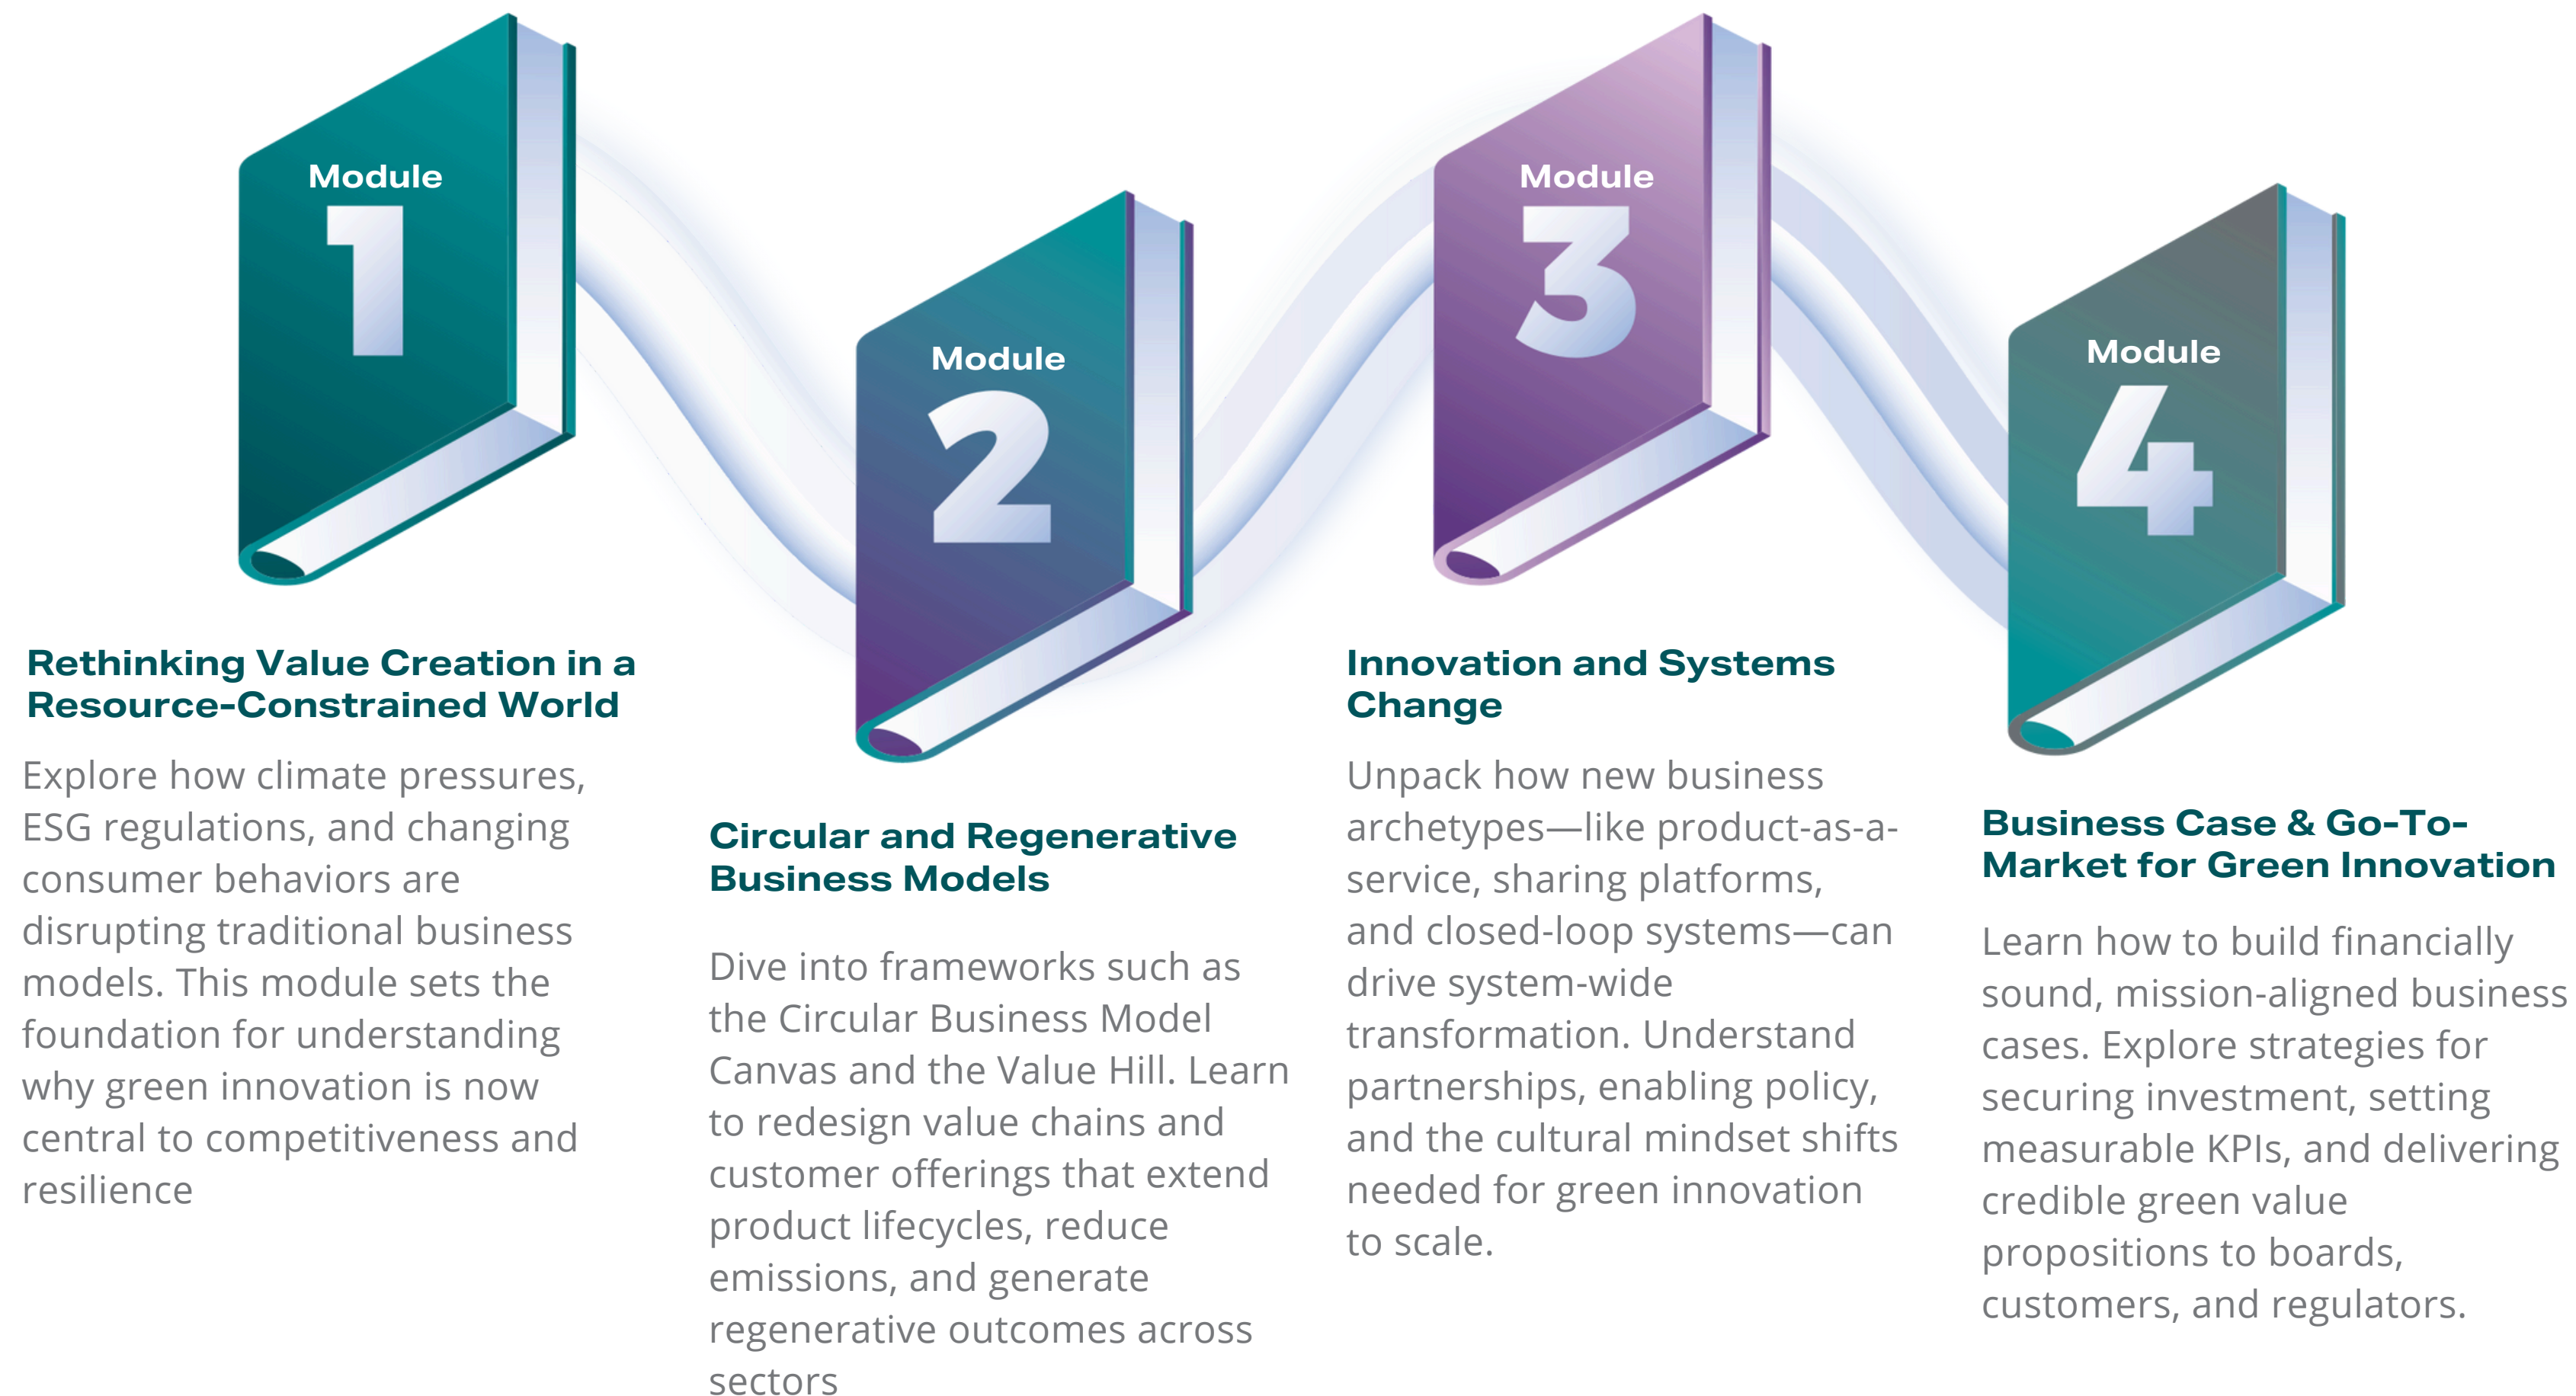 Module
1
Rethinking Value Creation in a
Resource-Constrained World
Explore how climate pressures,
ESG regulations, and changing
consumer behaviors are
disrupting traditional business
models. This module sets the
foundation for understanding
why green innovation is now
central to competitiveness and
resilience
Module
2
Circular and Regenerative
Business Models
Dive into frameworks such as
the Circular Business Model
Canvas and the Value Hill. Learn
to redesign value chains and
customer offerings that extend
product lifecycles, reduce
emissions, and generate
regenerative outcomes across
sectors
Module
3
Innovation and Systems
Change
Unpack how new business
archetypes—like product-as-a-
service, sharing platforms,
and closed-loop systems—can
drive system-wide
transformation. Understand
partnerships, enabling policy,
and the cultural mindset shifts
needed for green innovation
to scale.
Module
4
Business Case & Go-To-
Market for Green Innovation
Learn how to build financially
sound, mission-aligned business
cases. Explore strategies for
securing investment, setting
measurable KPIs, and delivering
credible green value
propositions to boards,
customers, and regulators.